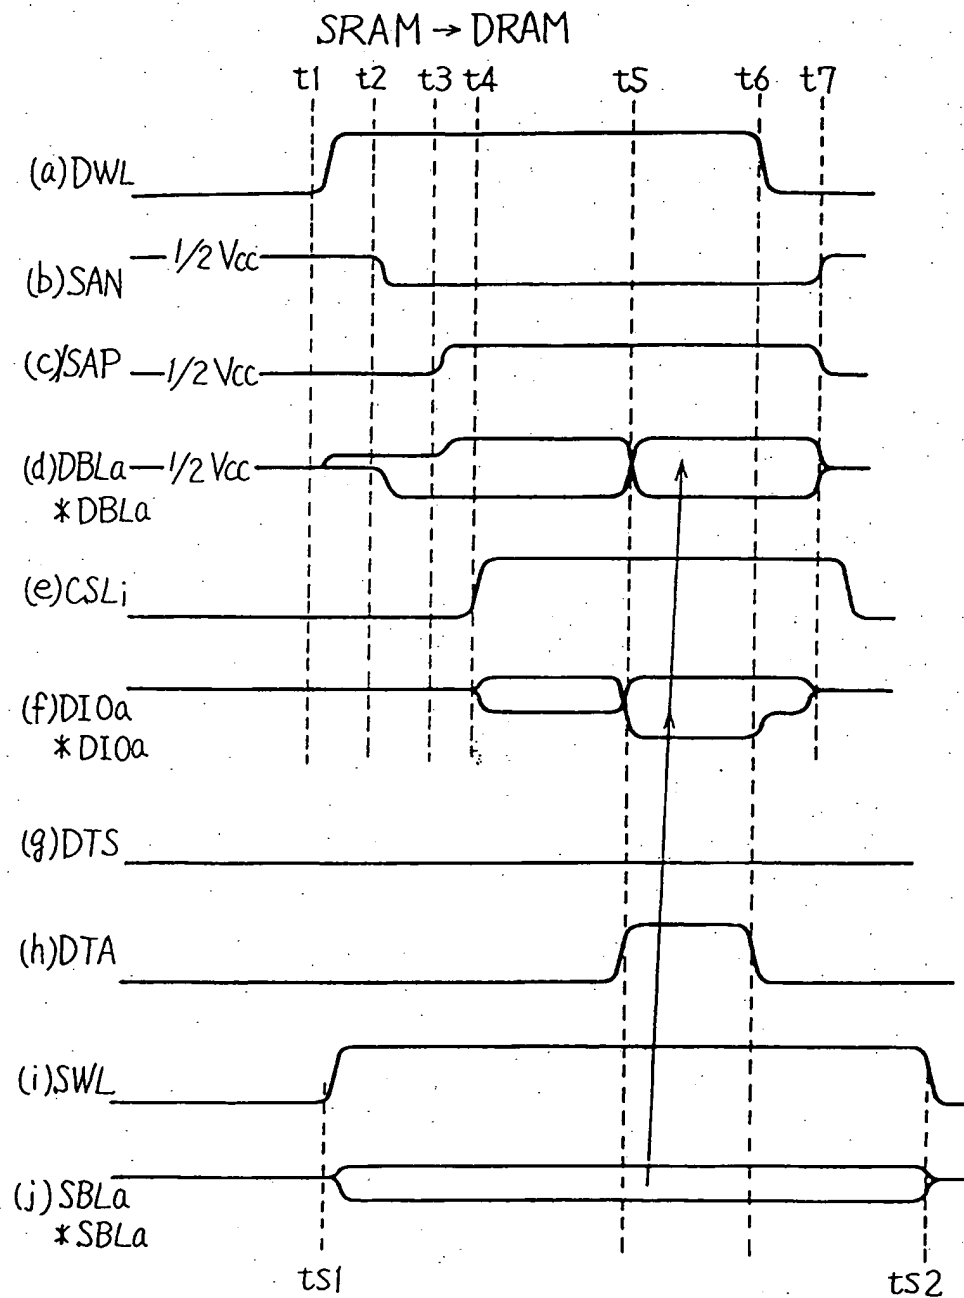 SRAM → DRAM
t1 t2 t3 t4 t5 t6 t7
(a) DWL
1/2 Vcc
(b) SAN
(c) /SAP 1/2 Vcc
(d) DBLa 1/2 Vcc
* DBLa
(e) CSLi
(f) DIOa
* DIOa
(g) DTS
(h) DTA
(i) SWL
(j) SBLa
* SBLa
ts1 ts2